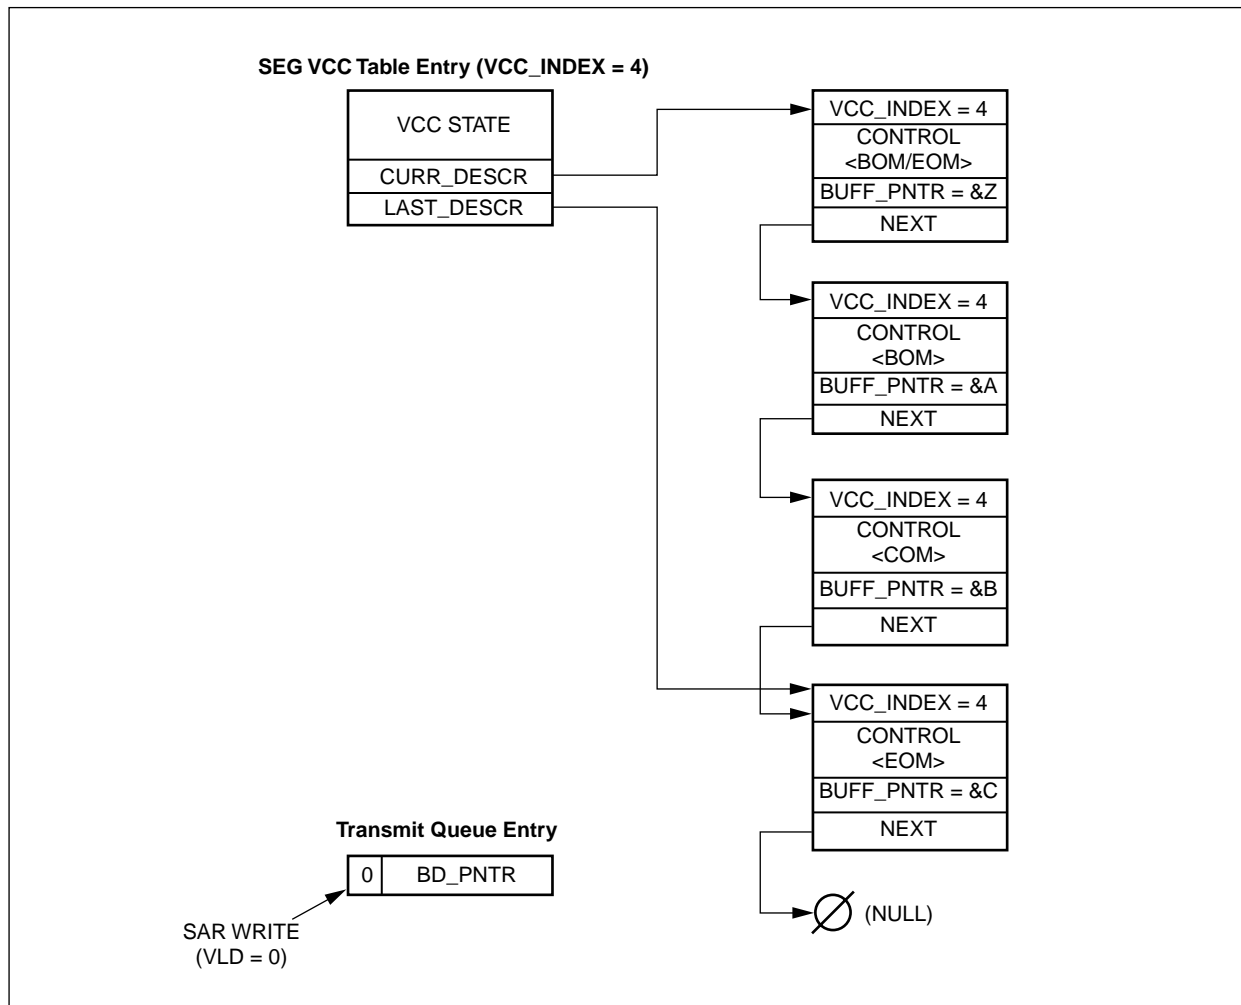 SEG VCC Table Entry (VCC_INDEX = 4)
VCC STATE
CURR_DESCR
LAST_DESCR
VCC_INDEX = 4
CONTROL
<BOM/EOM>
BUFF_PNTR = &Z
NEXT
VCC_INDEX = 4
CONTROL
<BOM>
BUFF_PNTR = &A
NEXT
VCC_INDEX = 4
CONTROL
<COM>
BUFF_PNTR = &B
NEXT
VCC_INDEX = 4
CONTROL
<EOM>
BUFF_PNTR = &C
NEXT
(NULL)
Transmit Queue Entry
0 BD_PNTR
SAR WRITE
(VLD = 0)